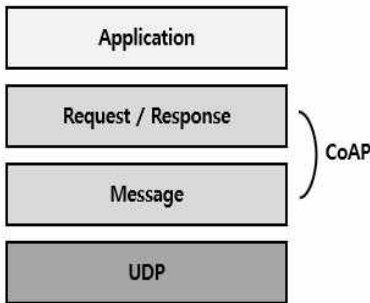 Application
Request / Response
CoAP
Message
UDP